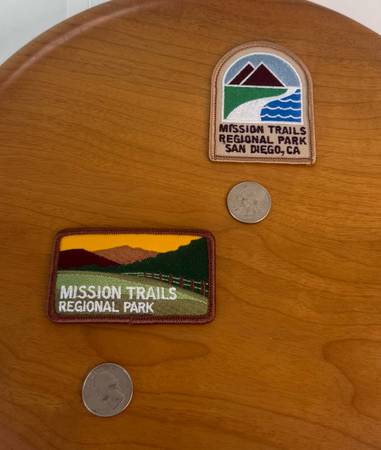 MISSION TRAILS
REGIONAL PARK
SAN DIEGO, CA
MISSION TRAILS
REGIONAL PARK